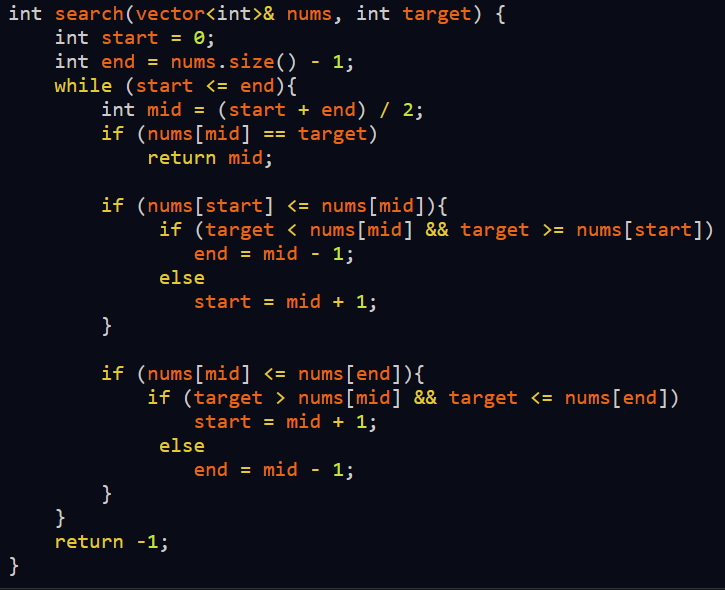 int search(vector<int>& nums, int target) {
    int start = 0;
    int end = nums.size() - 1;
    while (start <= end){
        int mid = (start + end) / 2;
        if (nums[mid] == target)
            return mid;

        if (nums[start] <= nums[mid]){
             if (target < nums[mid] && target >= nums[start])
                end = mid - 1;
             else
                start = mid + 1;
        }

        if (nums[mid] <= nums[end]){
            if (target > nums[mid] && target <= nums[end])
                start = mid + 1;
             else
                end = mid - 1;
        }
    }
    return -1;
}